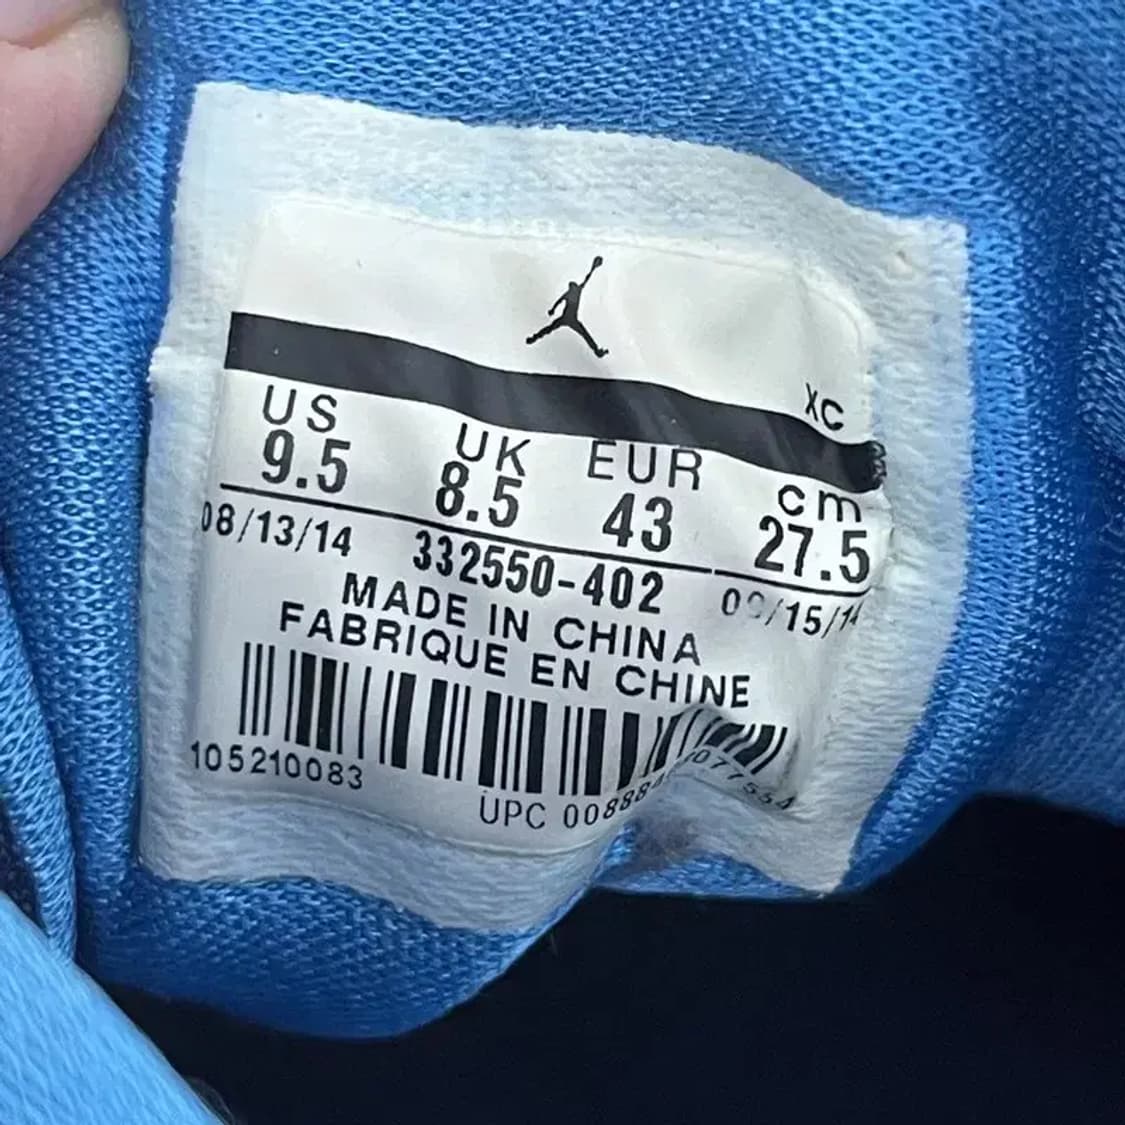 XC
US UK EUR cm
9.5 8.5 43 27.5
08/13/14 332550-402
MADE IN CHINA
FABRIQUE EN CHINE
105210083
UPC